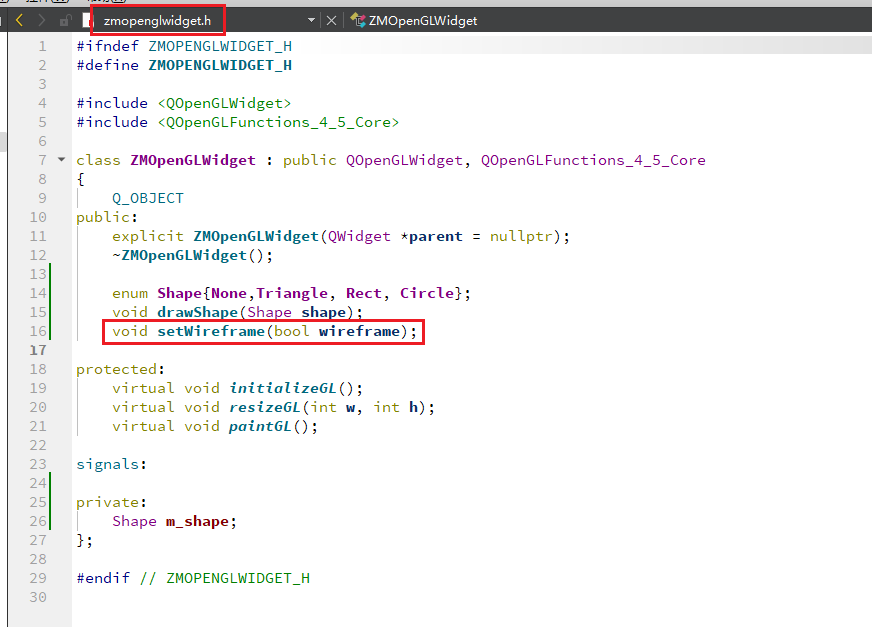 zmopenglwidget.h ZMOpenGLWidget
1 #ifndef ZMOPENGLWIDGET_H
2 #define ZMOPENGLWIDGET_H
3
4 #include <QOpenGLWidget>
5 #include <QOpenGLFunctions_4_5_Core>
6
7 class ZMOpenGLWidget : public QOpenGLWidget, QOpenGLFunctions_4_5_Core
8 {
9     Q_OBJECT
10 public:
11     explicit ZMOpenGLWidget(QWidget *parent = nullptr);
12     ~ZMOpenGLWidget();
13
14     enum Shape{None,Triangle, Rect, Circle};
15     void drawShape(Shape shape);
16     void setWireframe(bool wireframe);
17
18 protected:
19     virtual void initializeGL();
20     virtual void resizeGL(int w, int h);
21     virtual void paintGL();
22
23 signals:
24
25 private:
26     Shape m_shape;
27 };
28
29 #endif // ZMOPENGLWIDGET_H
30